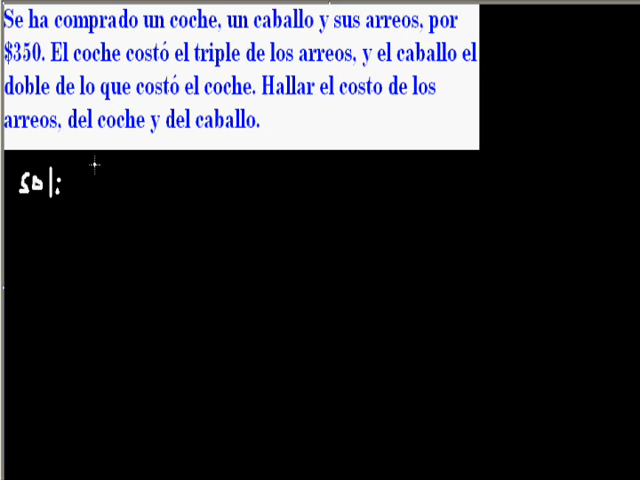 Se ha comprado un coche, un caballo y sus arreos, por
$350. El coche costó el triple de los arreos, y el caballo el
doble de lo que costó el coche. Hallar el costo de los
arreos, del coche y del caballo.
sol: